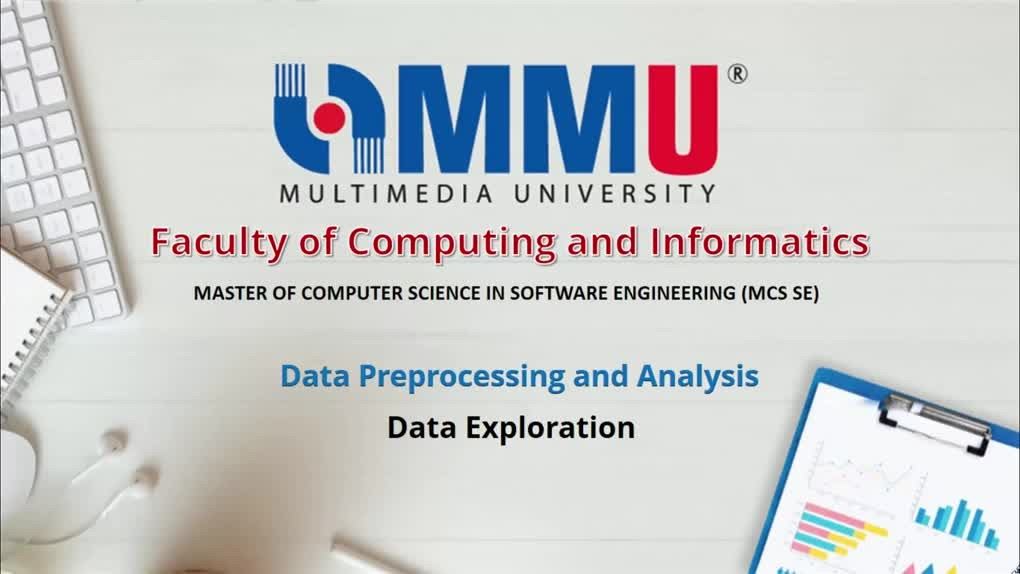 MMU®
MULTIMEDIA UNIVERSITY
Faculty of Computing and Informatics
MASTER OF COMPUTER SCIENCE IN SOFTWARE ENGINEERING (MCS SE)
Data Preprocessing and Analysis
Data Exploration